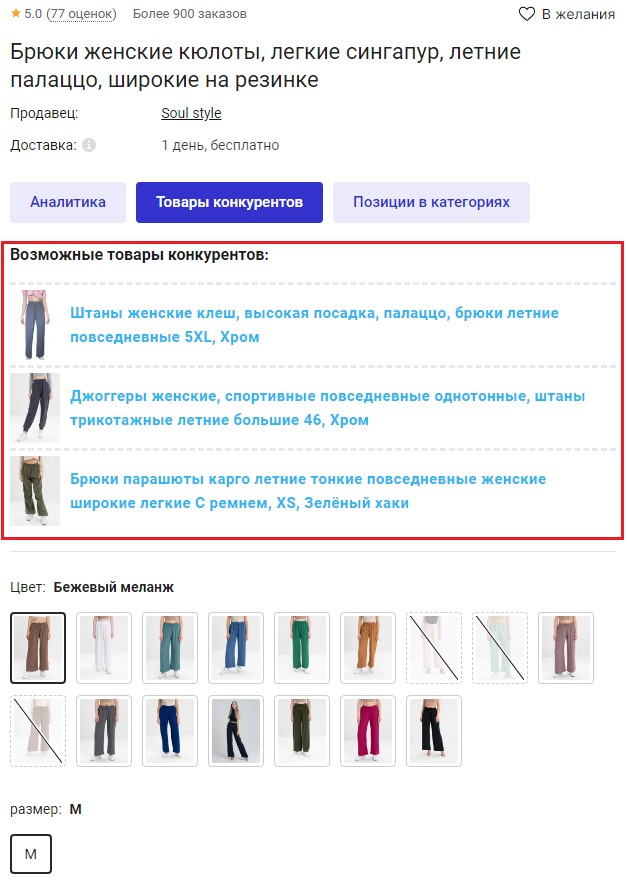 5.0 (77 оценок) Более 900 заказов В желания
Брюки женские кюлоты, легкие сингапур, летние
палаццо, широкие на резинке
Продавец: Soul style
Доставка: 1 день, бесплатно
Аналитика Товары конкурентов Позиции в категориях
Возможные товары конкурентов:
Штаны женские клеш, высокая посадка, палаццо, брюки летние
повседневные 5XL, Хром
Джоггеры женские, спортивные повседневные однотонные, штаны
трикотажные летние большие 46, Хром
Брюки парашюты карго летние тонкие повседневные женские
широкие легкие С ремнем, XS, Зелёный хаки
Цвет: Бежевый меланж
размер: M
M